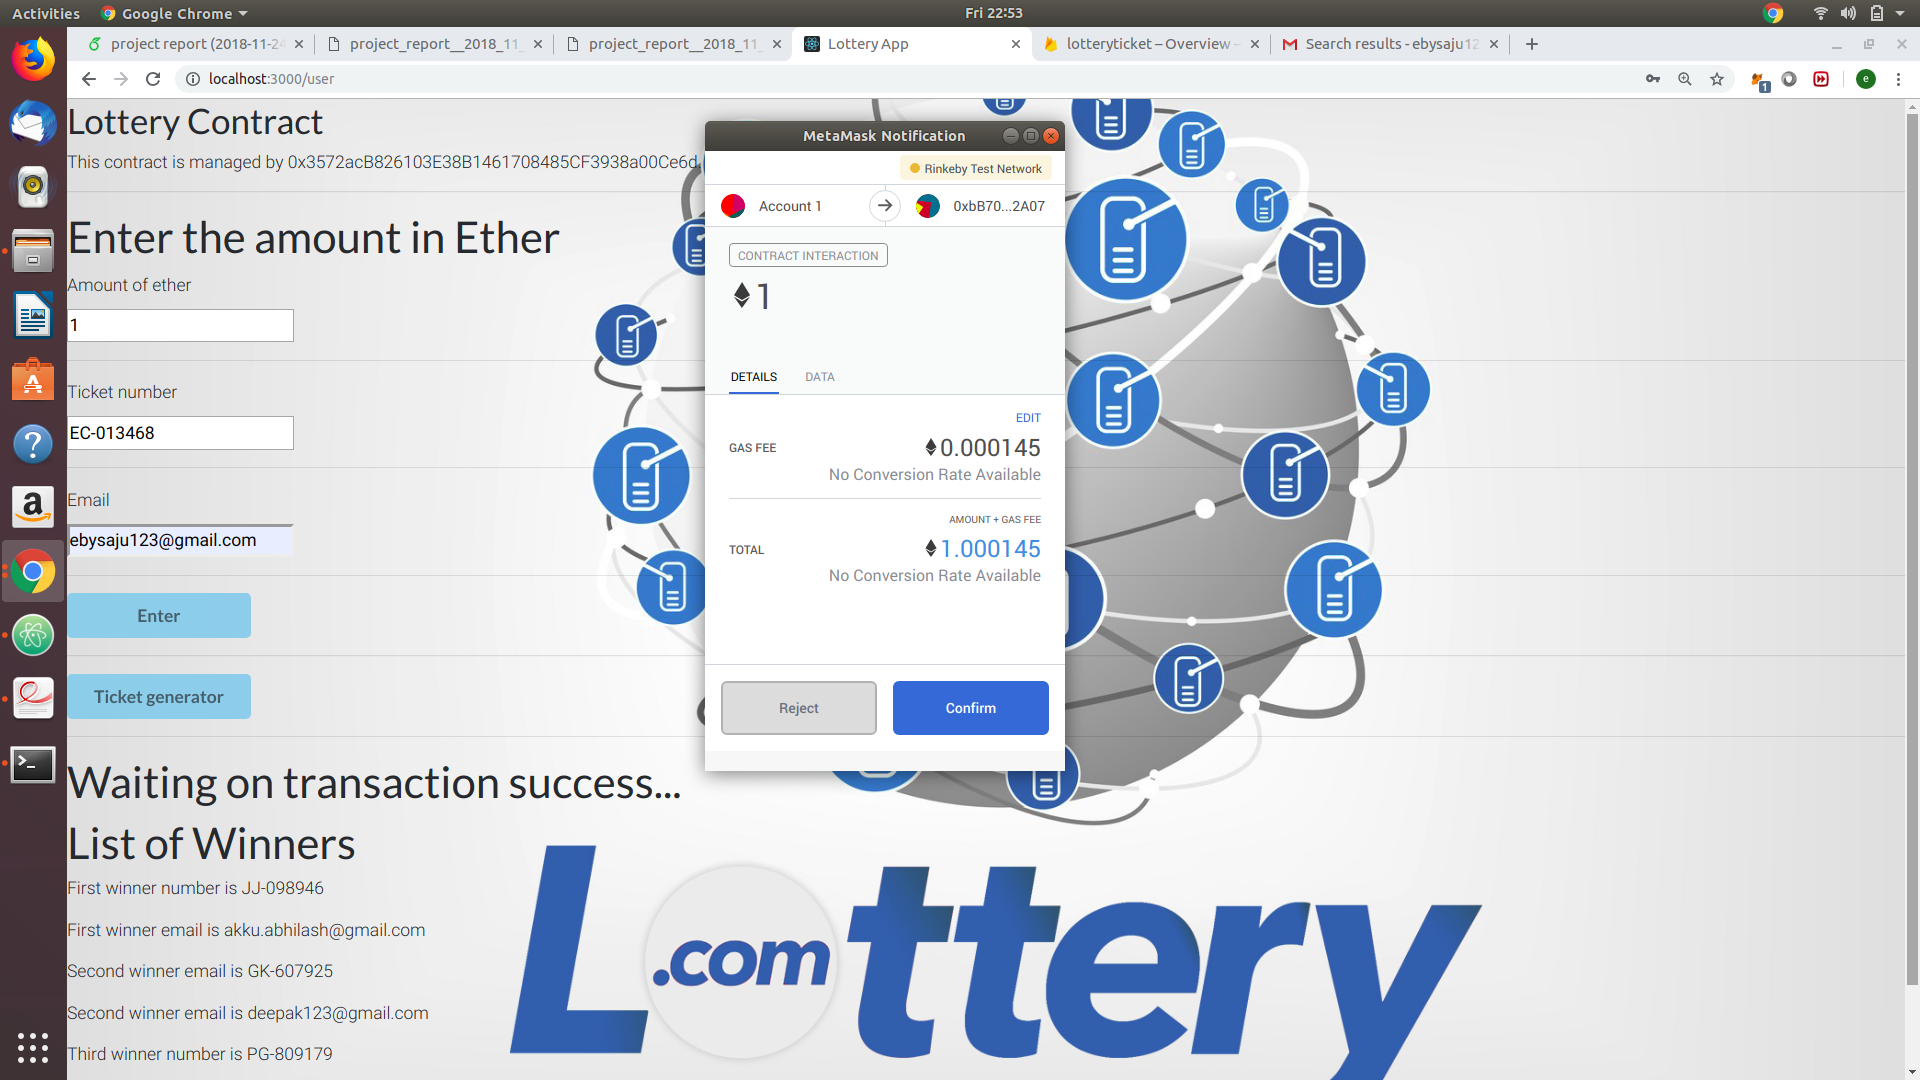 Activities
Google Chrome
Fri 22:53
project report (2018-11-24
project_report__2018_11_
project_report__2018_11_
Lottery App
lotteryticket – Overview –
Search results - ebysaju12
localhost:3000/user
1
e
Lottery Contract
This contract is managed by 0x3572acB826103E38B1461708485CF3938a00Ce6d.
Enter the amount in Ether
Amount of ether
1
Ticket number
EC-013468
Email
ebysaju123@gmail.com
Enter
Ticket generator
Waiting on transaction success...
List of Winners
First winner number is JJ-098946
First winner email is akku.abhilash@gmail.com
Second winner email is GK-607925
Second winner email is deepak123@gmail.com
Third winner number is PG-809179
MetaMask Notification
Rinkeby Test Network
Account 1
0xbB70...2A07
CONTRACT INTERACTION
1
DETAILS
DATA
EDIT
GAS FEE
0.000145
No Conversion Rate Available
AMOUNT + GAS FEE
TOTAL
1.000145
No Conversion Rate Available
Reject
Confirm
Lottery
.com